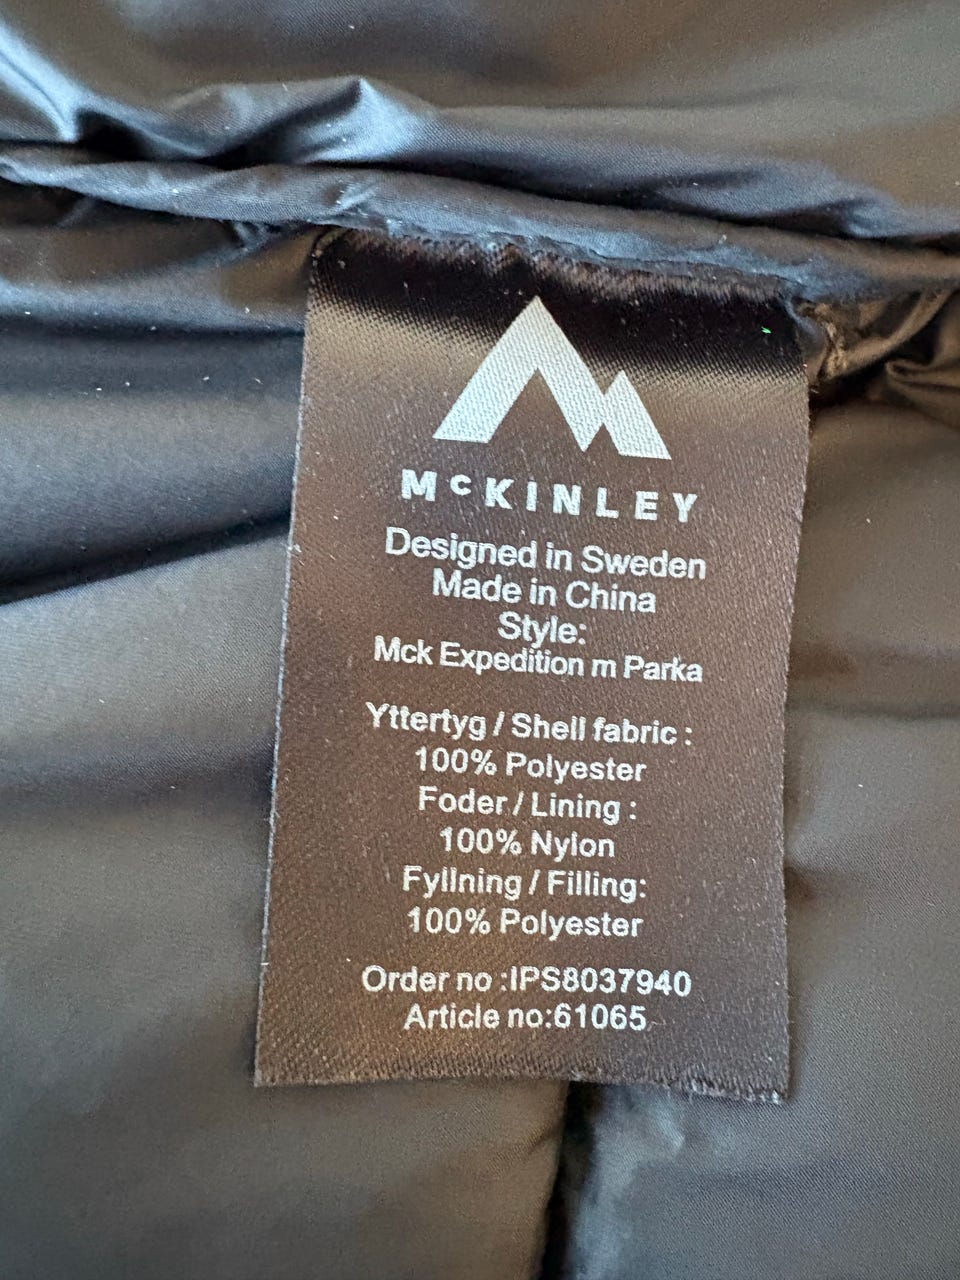 McKINLEY
Designed in Sweden
Made in China
Style:
Mck Expedition m Parka
Yttertyg / Shell fabric :
100% Polyester
Foder / Lining :
100% Nylon
Fyllning / Filling:
100% Polyester
Order no :IPS8037940
Article no:61065